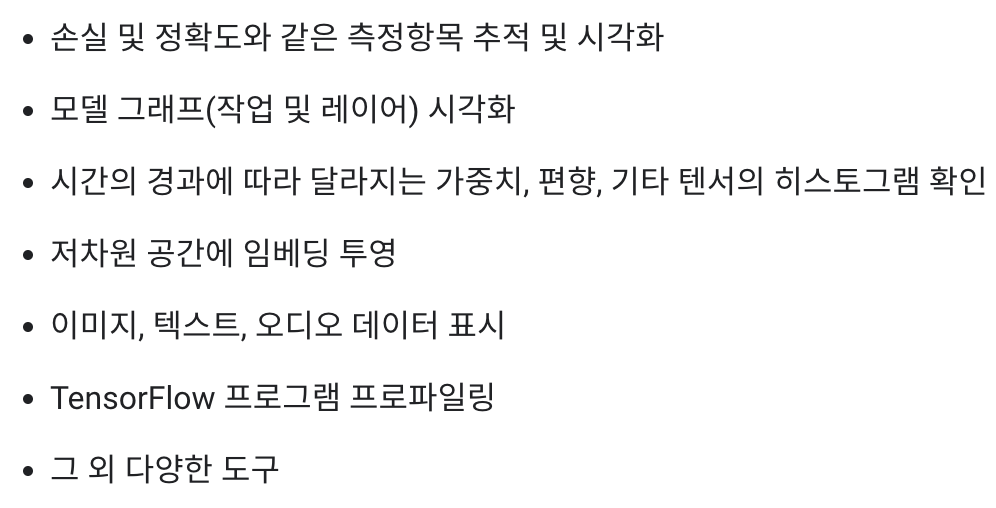 • 손실 및 정확도와 같은 측정항목 추적 및 시각화
• 모델 그래프(작업 및 레이어) 시각화
• 시간의 경과에 따라 달라지는 가중치, 편향, 기타 텐서의 히스토그램 확인
• 저차원 공간에 임베딩 투영
• 이미지, 텍스트, 오디오 데이터 표시
• TensorFlow 프로그램 프로파일링
• 그 외 다양한 도구